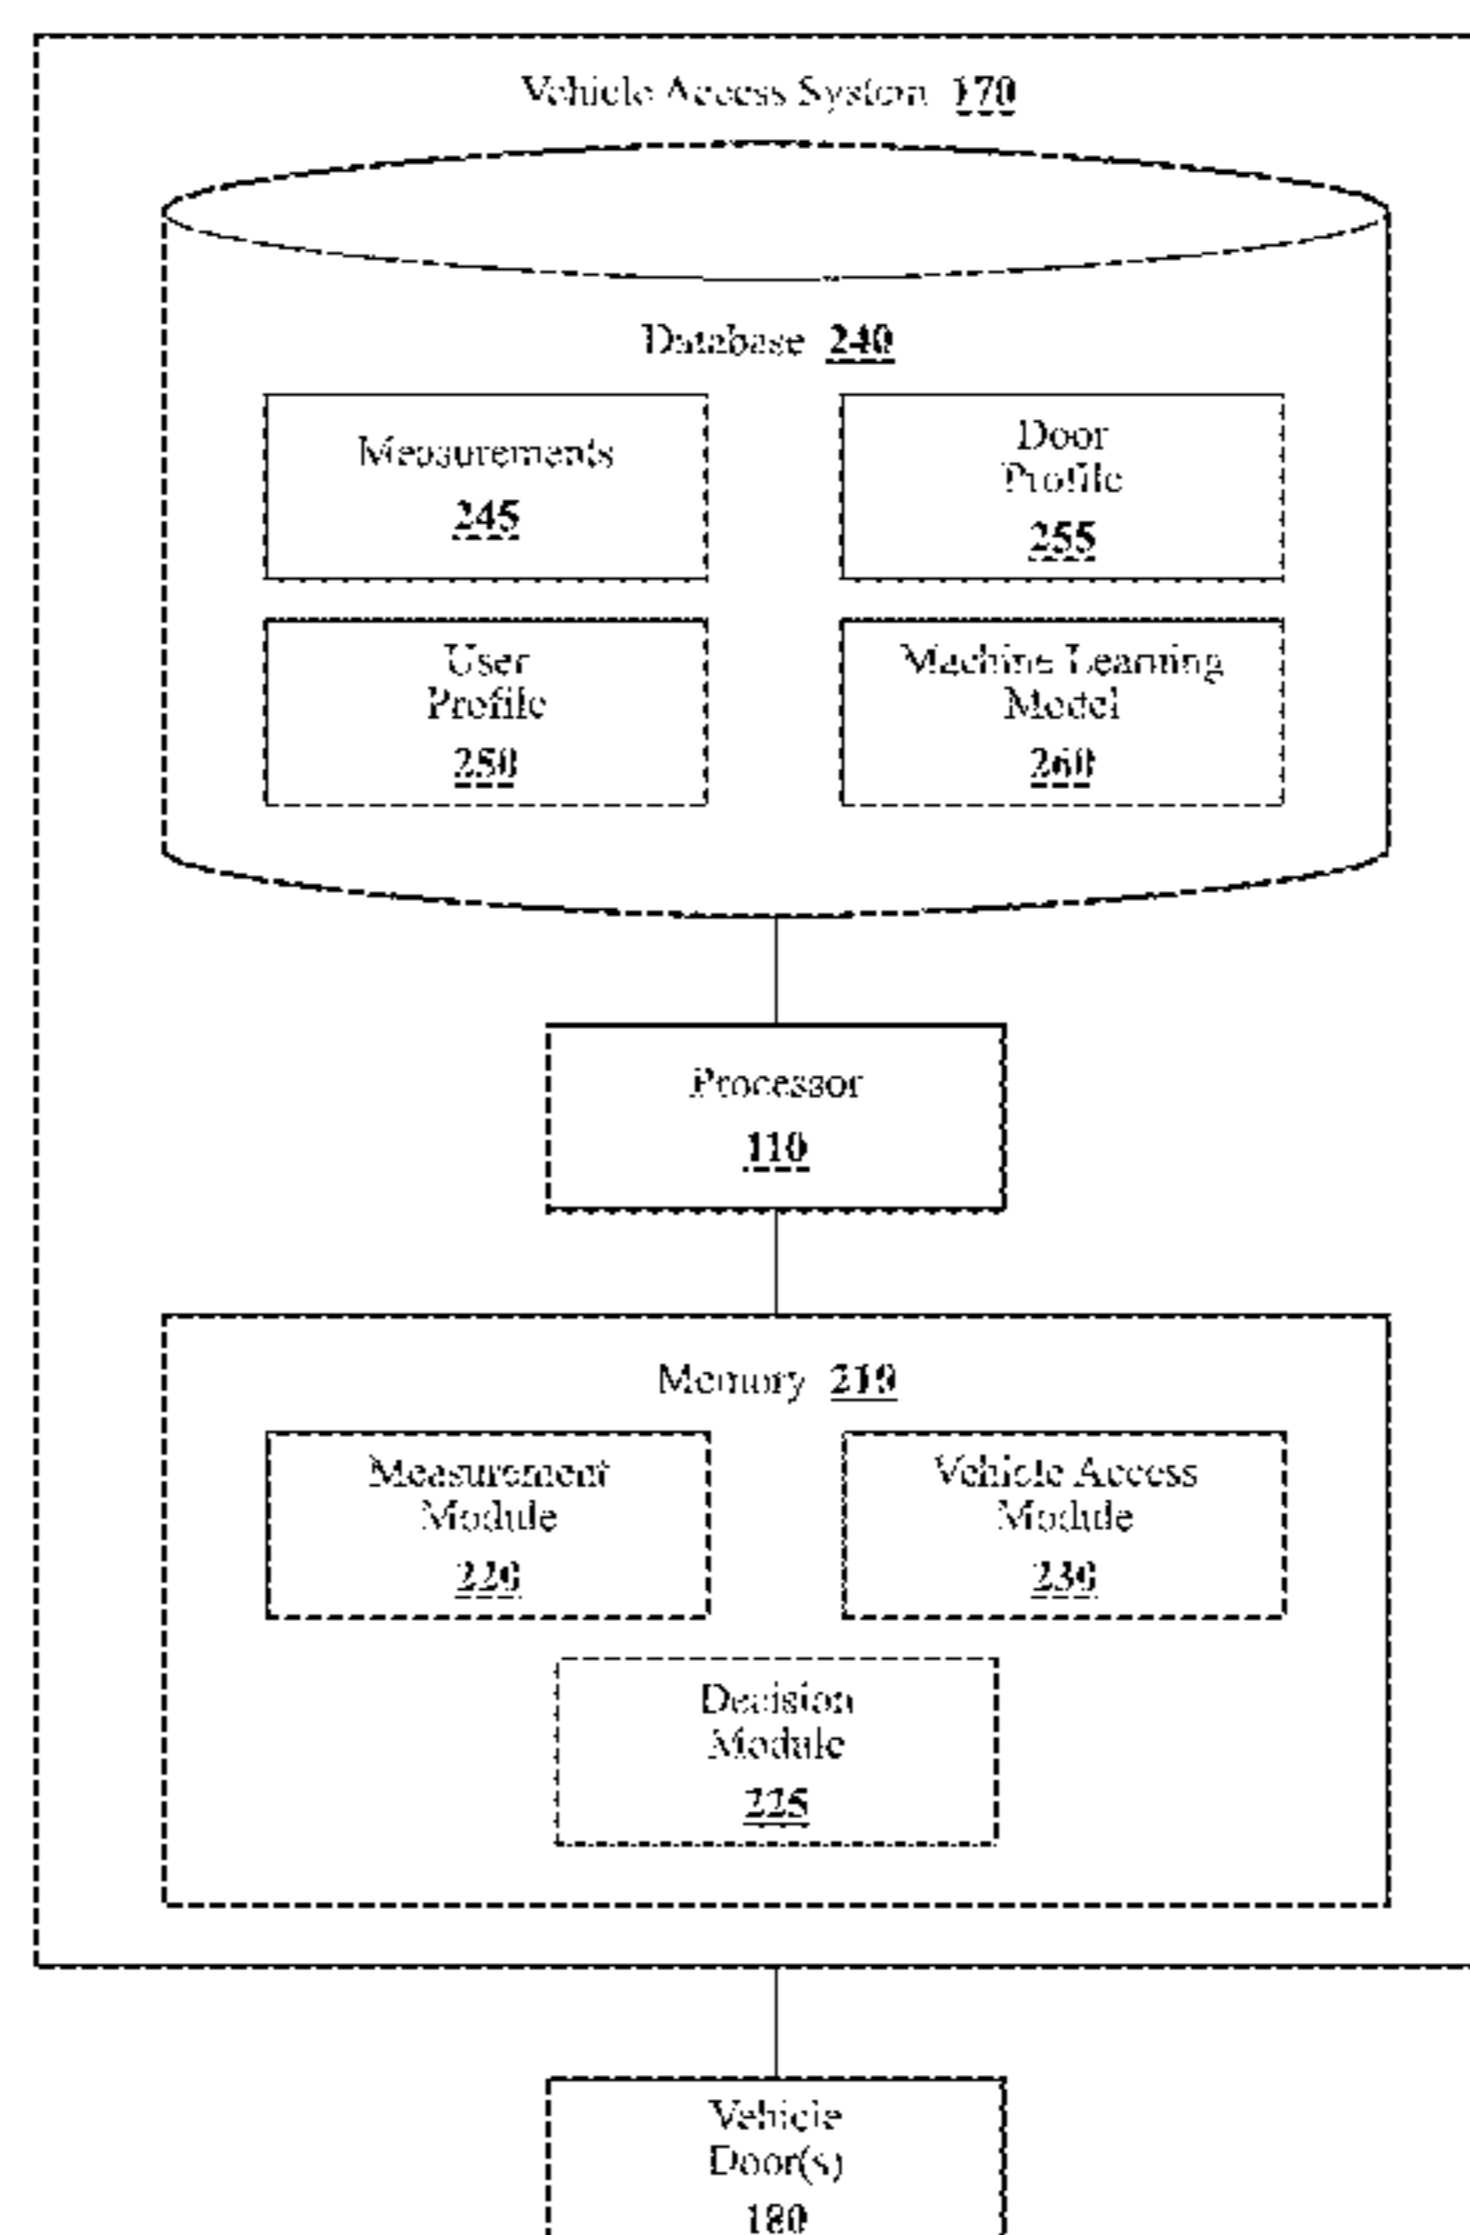 Vehicle Access System 170
Database 240
Measurements
245
Door
Profile
255
User
Profile
250
Machine Learning
Model
260
Processor
110
Memory 210
Measurement
Module
220
Vehicle Access
Module
230
Decision
Module
225
Vehicle
Door(s)
180